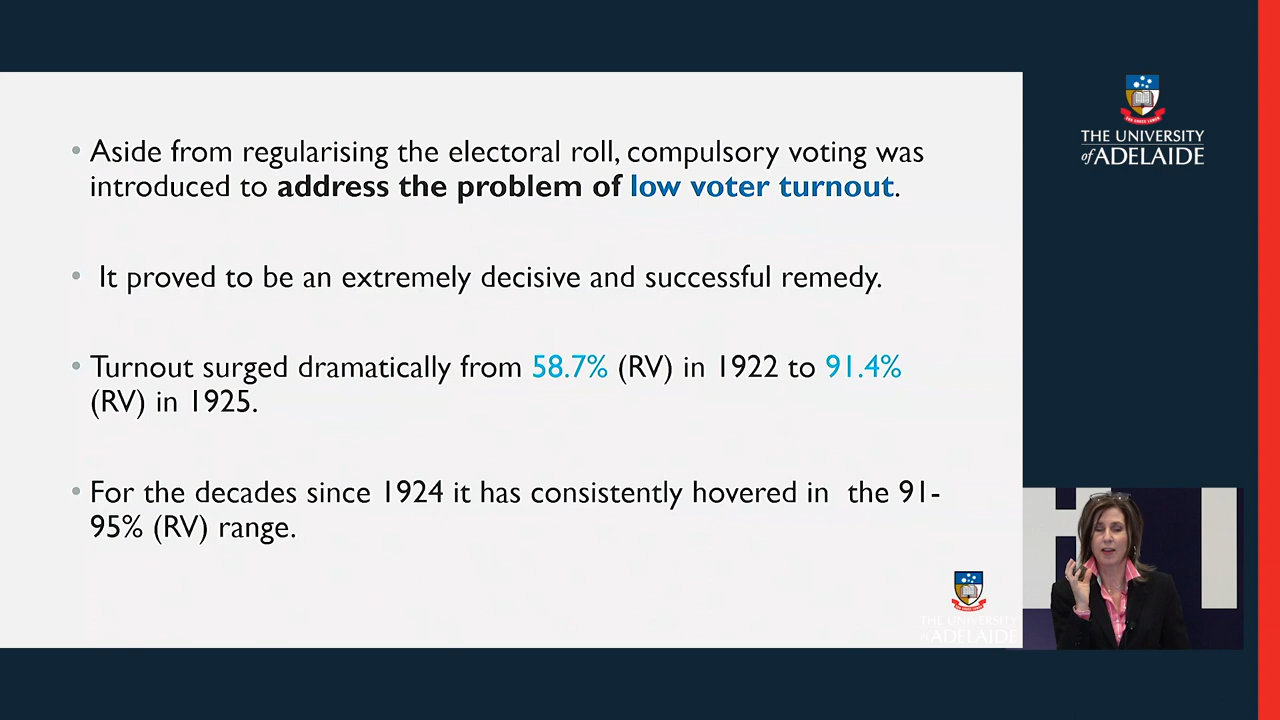 • Aside from regularising the electoral roll, compulsory voting was
introduced to address the problem of low voter turnout.
• It proved to be an extremely decisive and successful remedy.
• Turnout surged dramatically from 58.7% (RV) in 1922 to 91.4%
(RV) in 1925.
• For the decades since 1924 it has consistently hovered in the 91-
95% (RV) range.
THE UNIVERSITY
of ADELAIDE
THE UNIVERSITY
of ADELAIDE